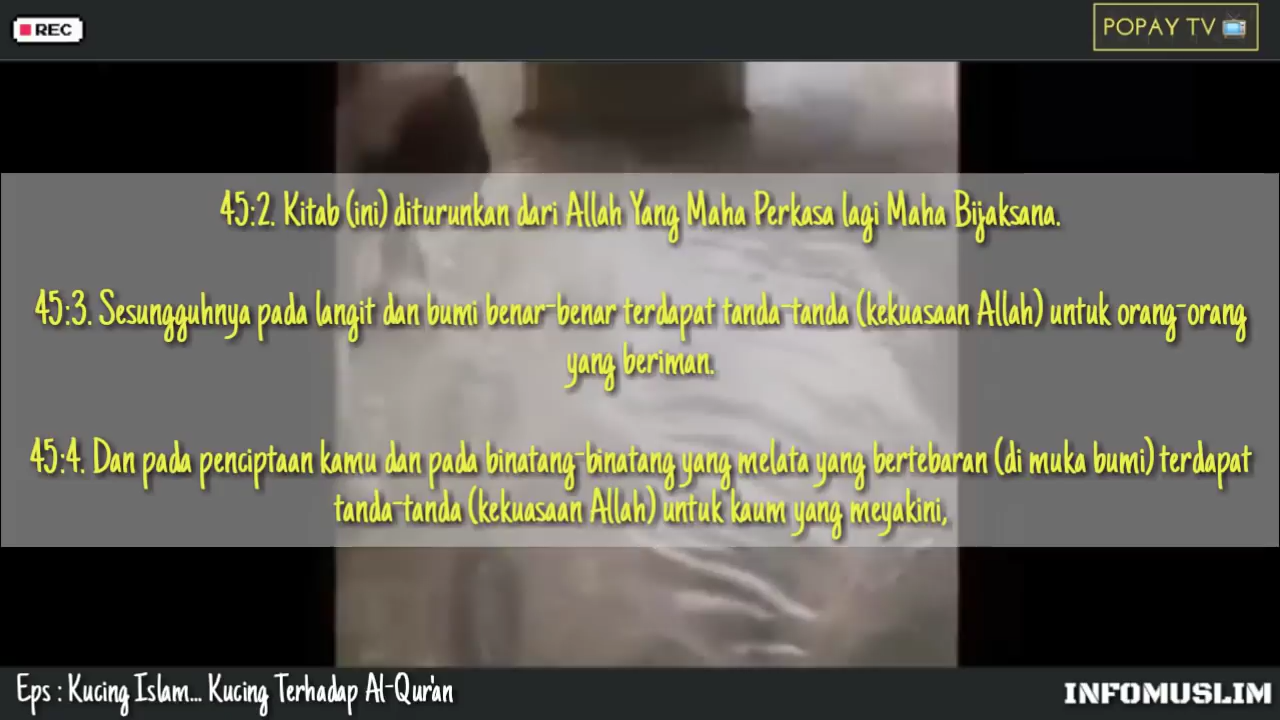 REC
POPAY TV
45:2. Kitab (ini) diturunkan dari Allah Yang Maha Perkasa lagi Maha Bijaksana.
45:3. Sesungguhnya pada langit dan bumi benar-benar terdapat tanda-tanda (kekuasaan Allah) untuk orang-orang
yang beriman.
45:4. Dan pada penciptaan kamu dan pada binatang-binatang yang melata yang bertebaran (di muka bumi) terdapat
tanda-tanda (kekuasaan Allah) untuk kaum yang meyakini,
Eps : Kucing Islam... Kucing Terhadap Al-Qur'an
INFOMUSLIM